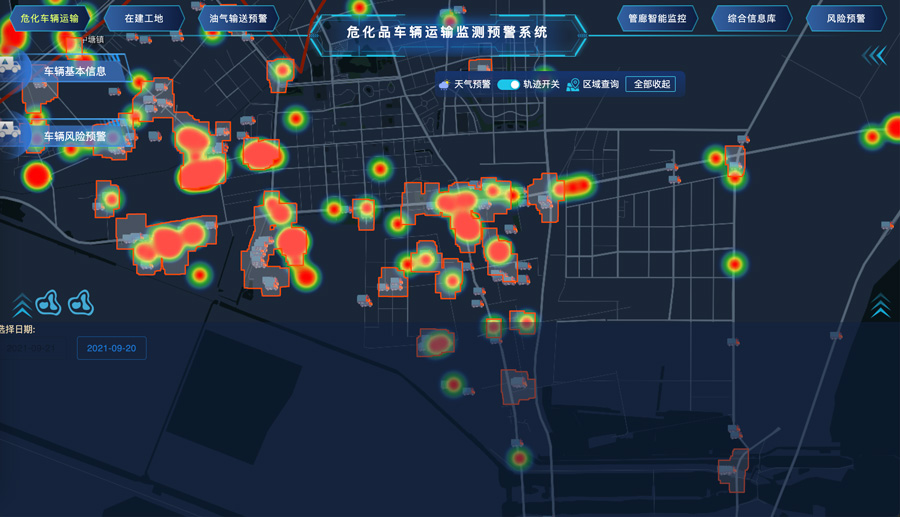 危化车辆运输
在建工地
油气输送预警
危化品车辆运输监测预警系统
管廊智能监控
综合信息库
风险预警
塘镇
车辆基本信息
天气预警
轨迹开关
区域查询
全部收起
车辆风险预警
选择日期:
2021-09-20